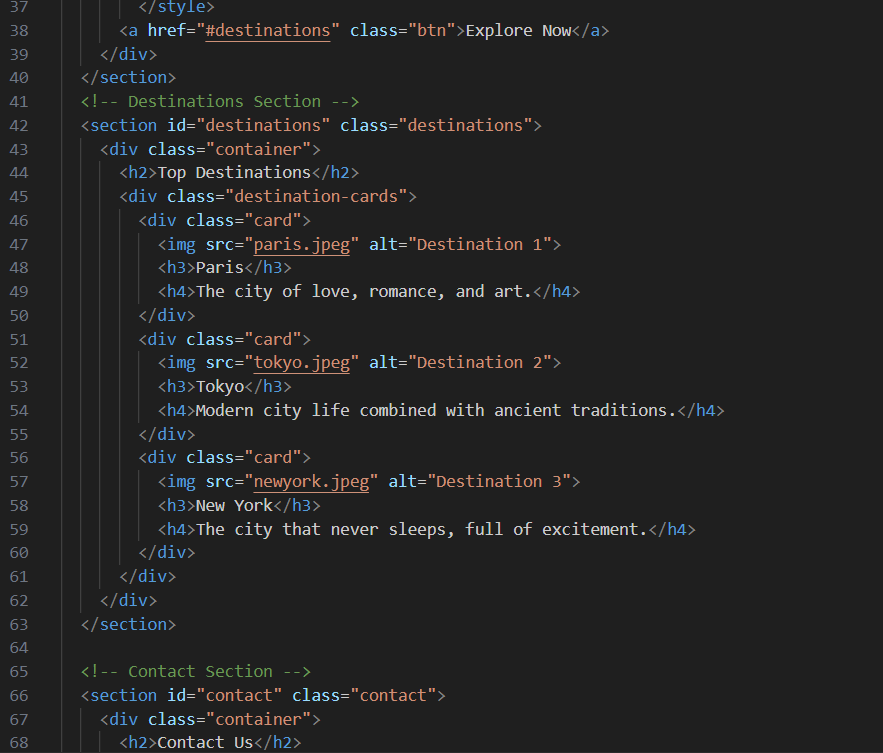 37 </style>
38 <a href="#destinations" class="btn">Explore Now</a>
39 </div>
40 </section>
41 <!-- Destinations Section -->
42 <section id="destinations" class="destinations">
43 <div class="container">
44 <h2>Top Destinations</h2>
45 <div class="destination-cards">
46 <div class="card">
47 <img src="paris.jpeg" alt="Destination 1">
48 <h3>Paris</h3>
49 <h4>The city of love, romance, and art.</h4>
50 </div>
51 <div class="card">
52 <img src="tokyo.jpeg" alt="Destination 2">
53 <h3>Tokyo</h3>
54 <h4>Modern city life combined with ancient traditions.</h4>
55 </div>
56 <div class="card">
57 <img src="newyork.jpeg" alt="Destination 3">
58 <h3>New York</h3>
59 <h4>The city that never sleeps, full of excitement.</h4>
60 </div>
61 </div>
62 </div>
63 </section>
64
65 <!-- Contact Section -->
66 <section id="contact" class="contact">
67 <div class="container">
68 <h2>Contact Us</h2>